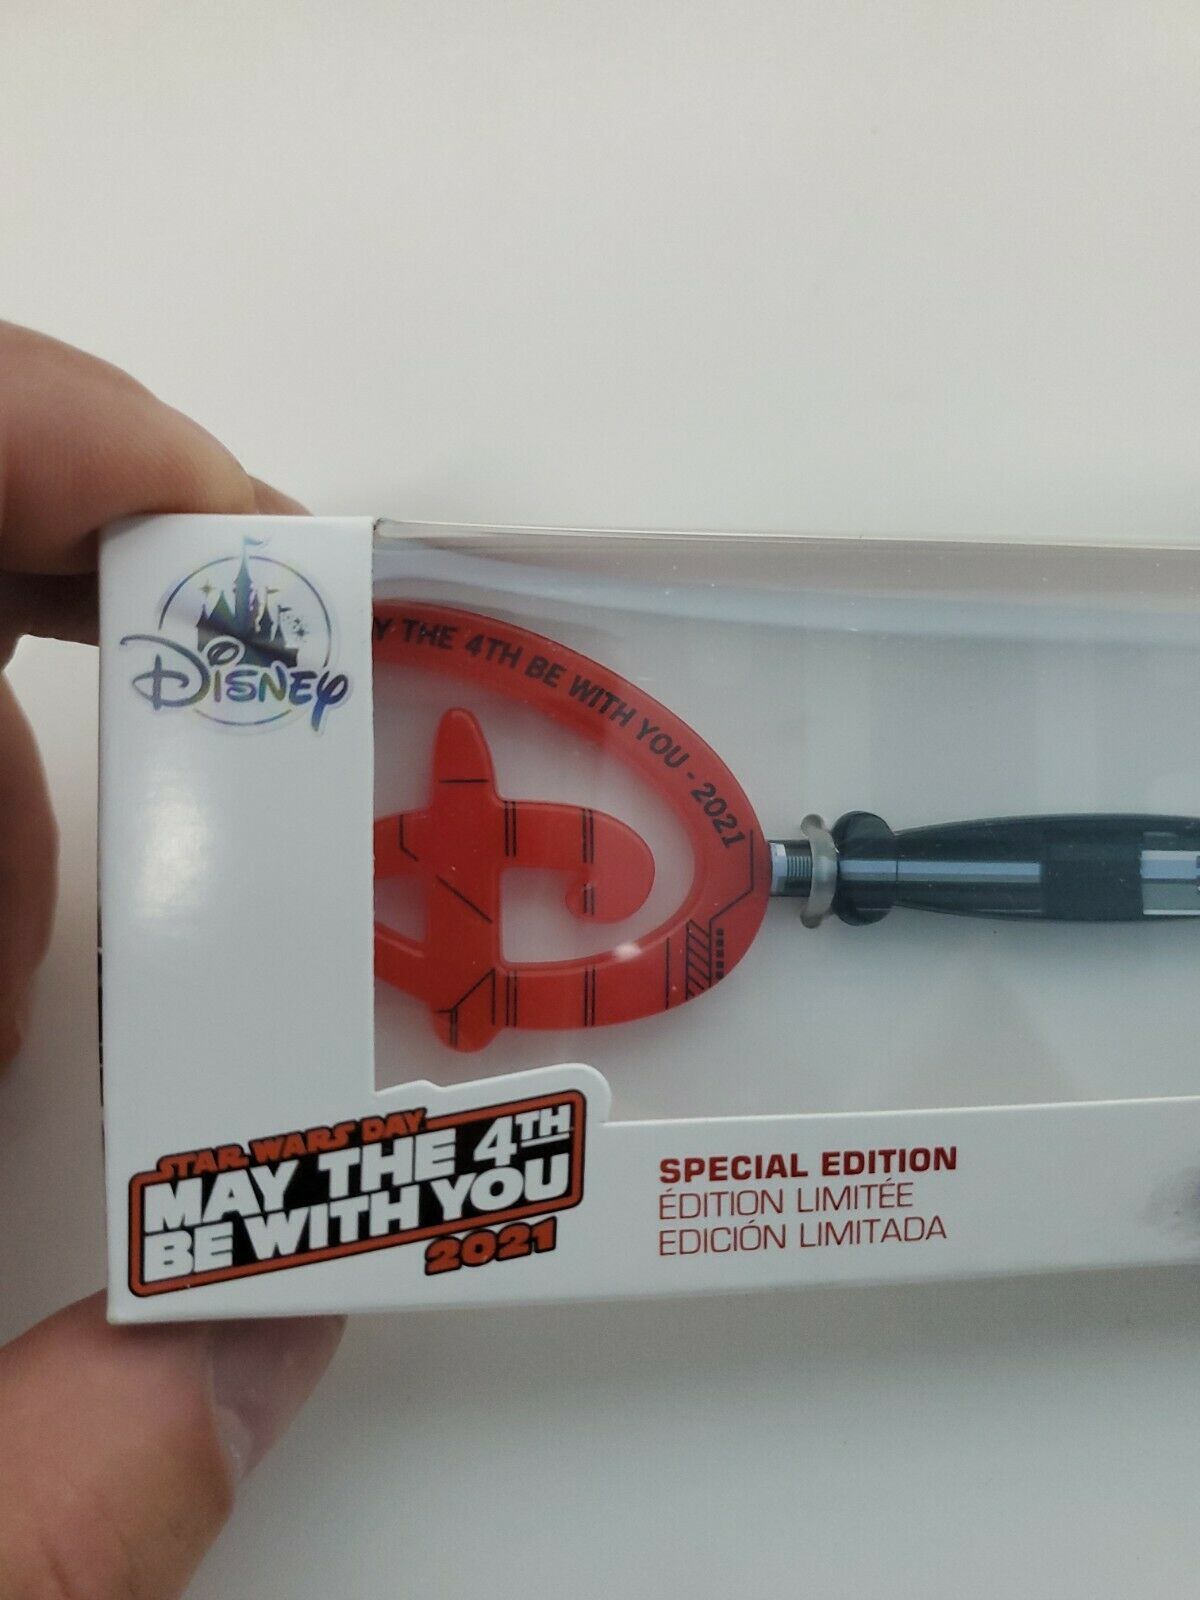 Disney
Y THE 4TH BE WITH YOU - 2021
STAR WARS DAY
MAY THE 4TH
BE WITH YOU
2021
SPECIAL EDITION
ÉDITION LIMITÉE
EDICIÓN LIMITADA